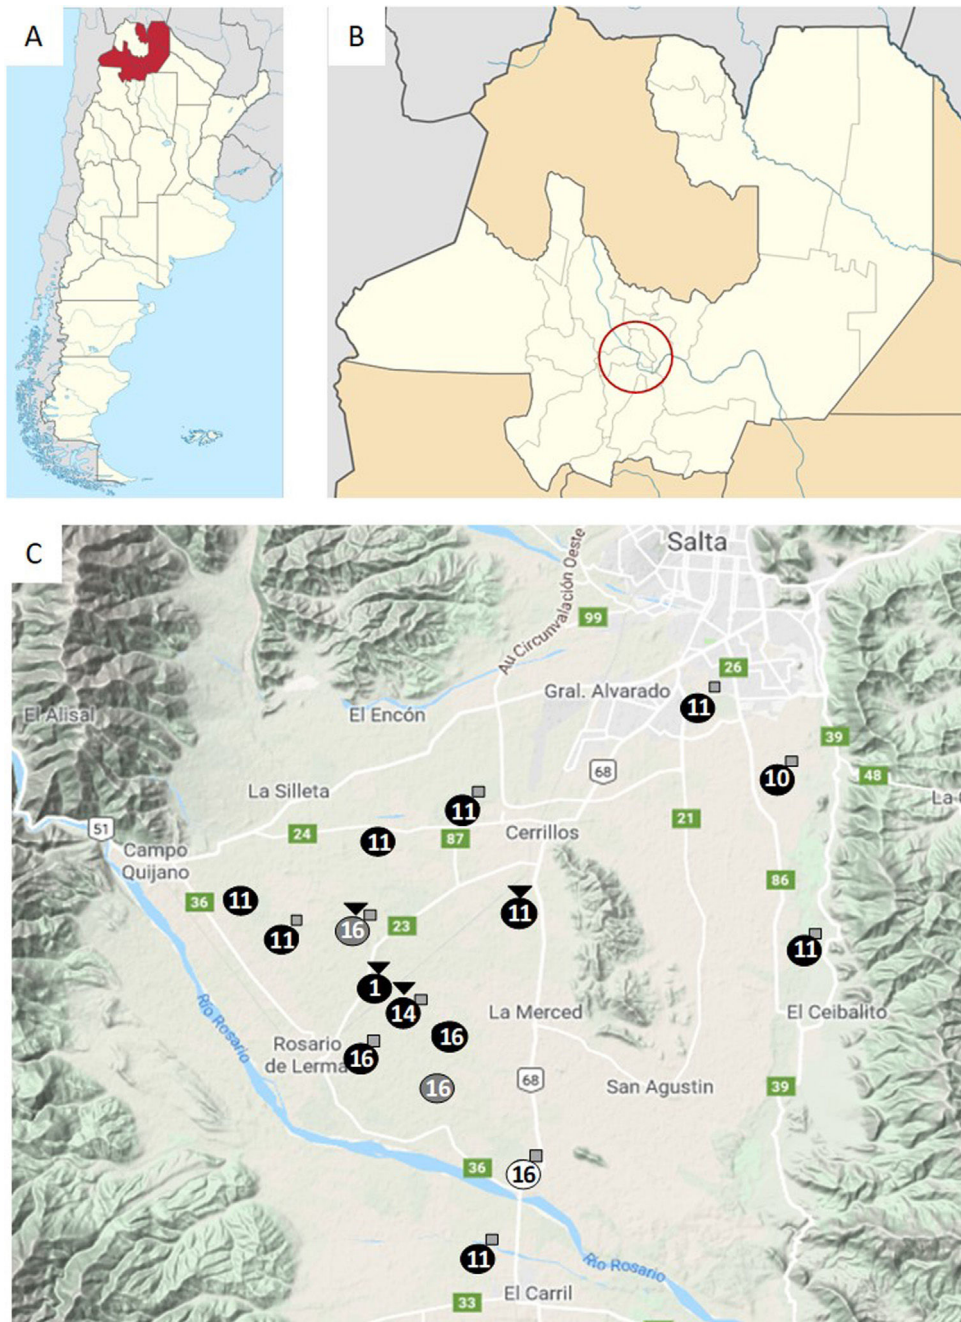 A
B
C
Salta
Au Circunvalación Oeste
99
26
Gral. Alvarado
El Alisal
El Encón
11
39
68
10
48
La Silleta
11
La C
51
24
11
87
Cerrillos
21
Campo
Quijano
86
36
11
11
11
16
23
11
1
14
La Merced
El Ceibalito
Río Rosario
Rosario
de Lerma
16
16
16
68
San Agustin
39
36
16
11
Río Rosario
El Carril
33